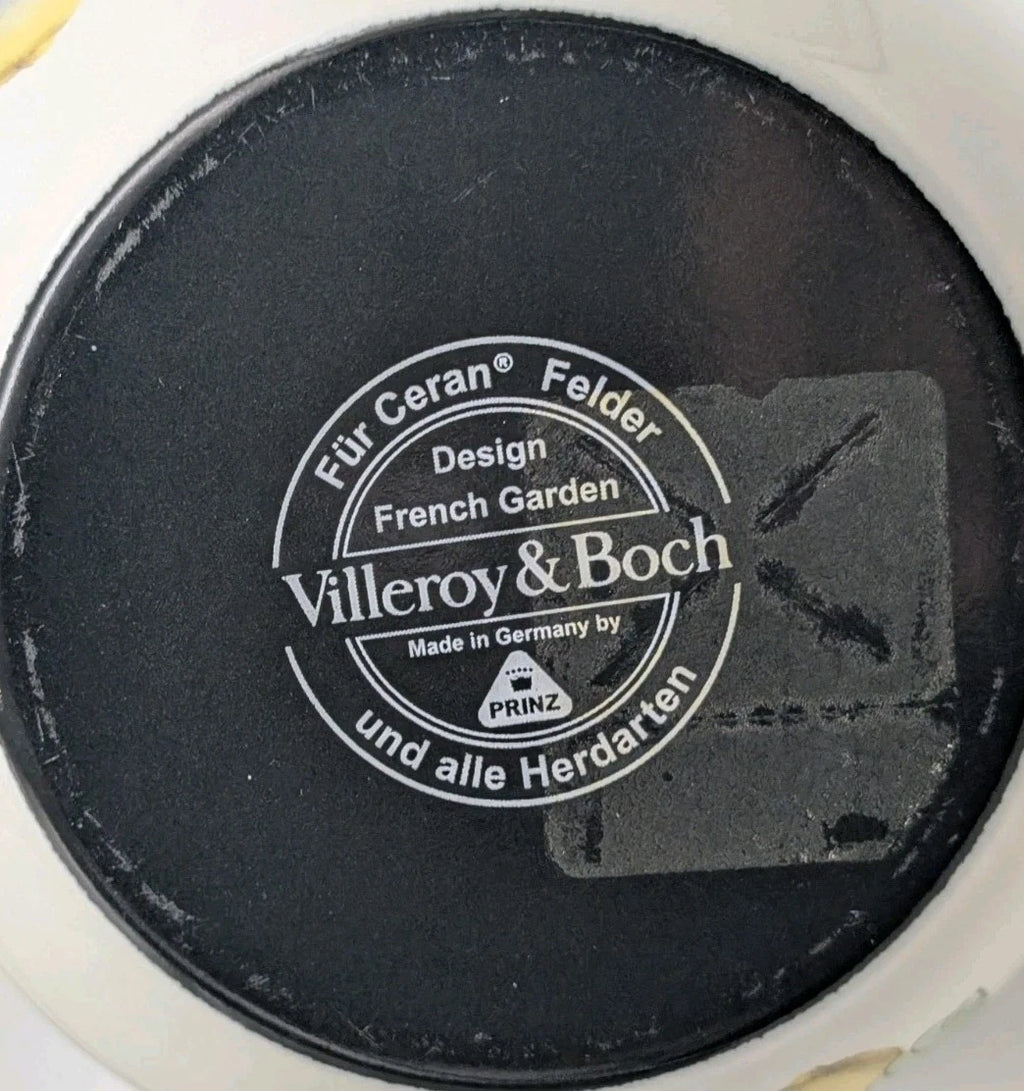 Für Ceran® Felder
Design
French Garden
Villeroy & Boch
Made in Germany by
PRINZ
und alle Herdarten